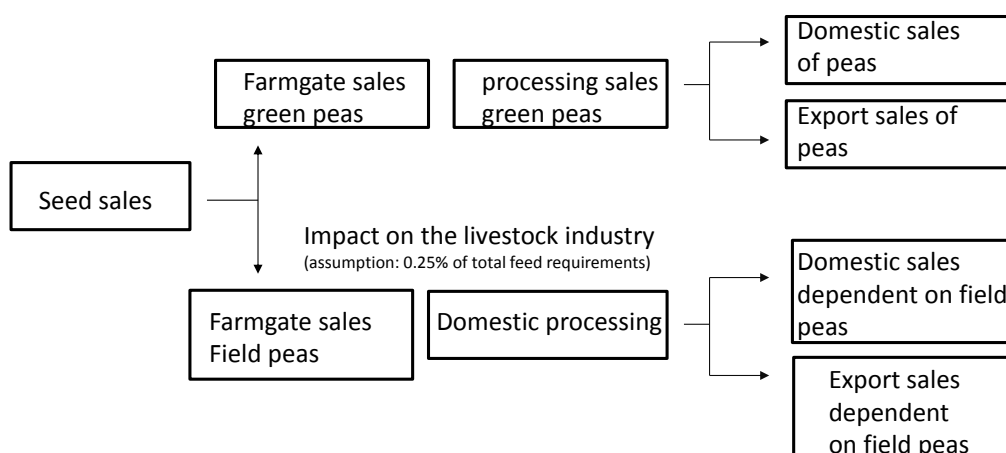 Domestic sales
of peas
Farmgate sales
green peas
processing sales
green peas
Export sales of
peas
Seed sales
Impact on the livestock industry
(assumption: 0.25% of total feed requirements)
Domestic sales
dependent on field
peas
Farmgate sales
Field peas
Domestic processing
Export sales
dependent
on field peas